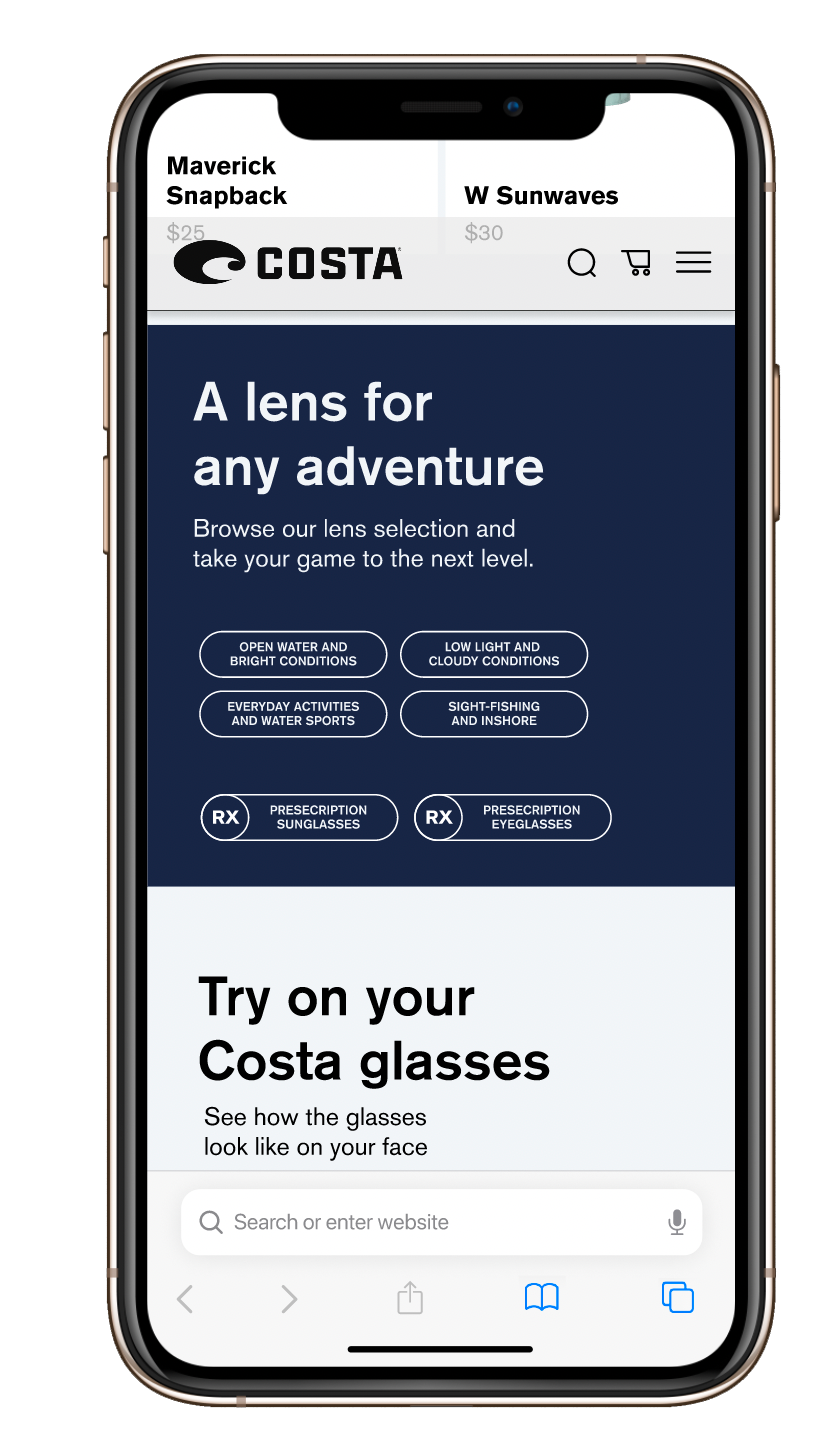 Maverick
Snapback
W Sunwaves
$25
$30
COSTA
A lens for
any adventure
Browse our lens selection and
take your game to the next level.
OPEN WATER AND
BRIGHT CONDITIONS
LOW LIGHT AND
CLOUDY CONDITIONS
EVERYDAY ACTIVITIES
AND WATER SPORTS
SIGHT-FISHING
AND INSHORE
RX
PRESECRIPTION
SUNGLASSES
RX
PRESECRIPTION
EYEGLASSES
Try on your
Costa glasses
See how the glasses
look like on your face
Search or enter website